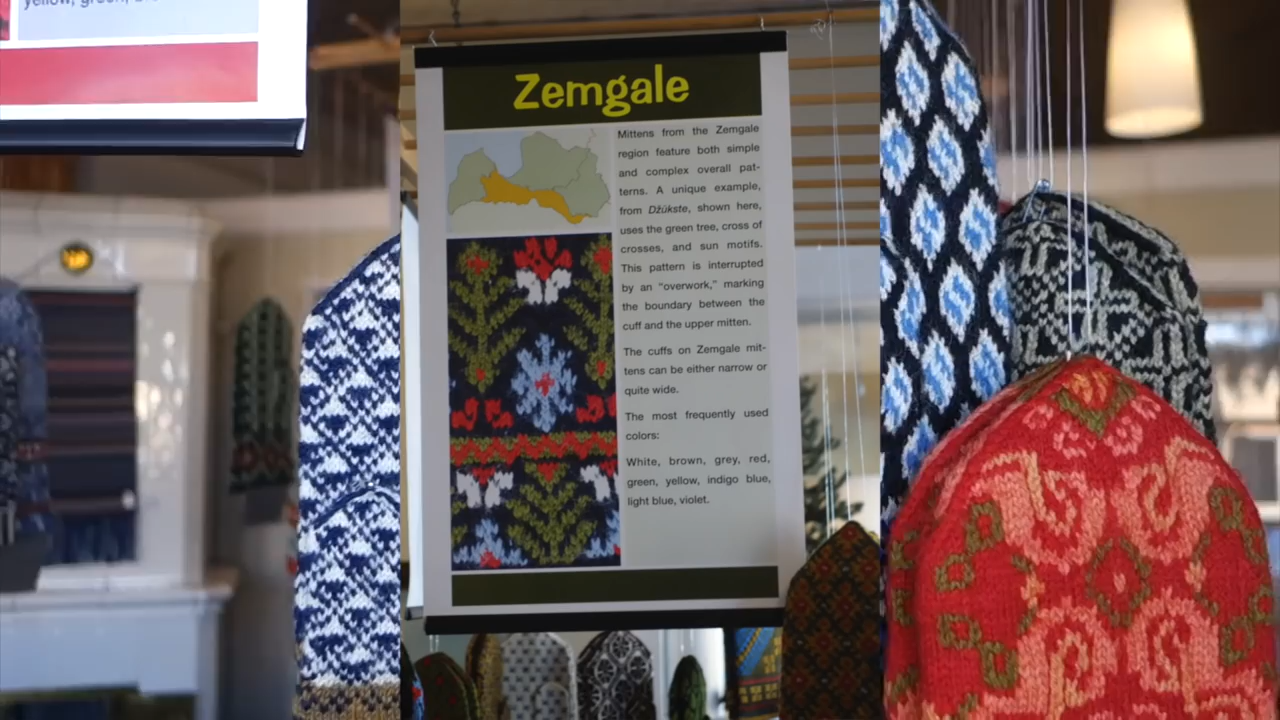 yellow, green,
Zemgale
Mittens from the Zemgale
region feature both simple
and complex overall pat-
terns. A unique example,
from Džūkste, shown here,
uses the green tree, cross of
crosses, and sun motifs.
This pattern is interrupted
by an “overwork,” marking
the boundary between the
cuff and the upper mitten.
The cuffs on Zemgale mit-
tens can be either narrow or
quite wide.
The most frequently used
colors:
White, brown, grey, red,
green, yellow, indigo blue,
light blue, violet.